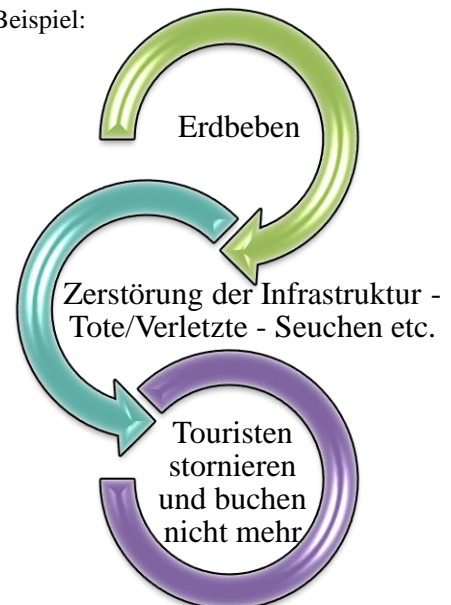 Beispiel:
Erdbeben
Zerstörung der Infrastruktur -
Tote/Verletzte - Seuchen etc.
Touristen
stornieren
und buchen
nicht mehr